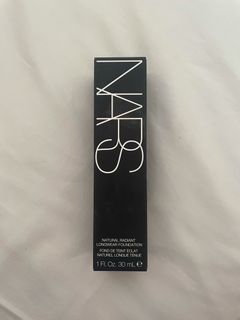 NARS
NATURAL RADIANT
LONGWEAR FOUNDATION
FOND DE TEINT ÉCLAT
NATUREL LONGUE TENUE
1 FL. Oz. 30 mL e